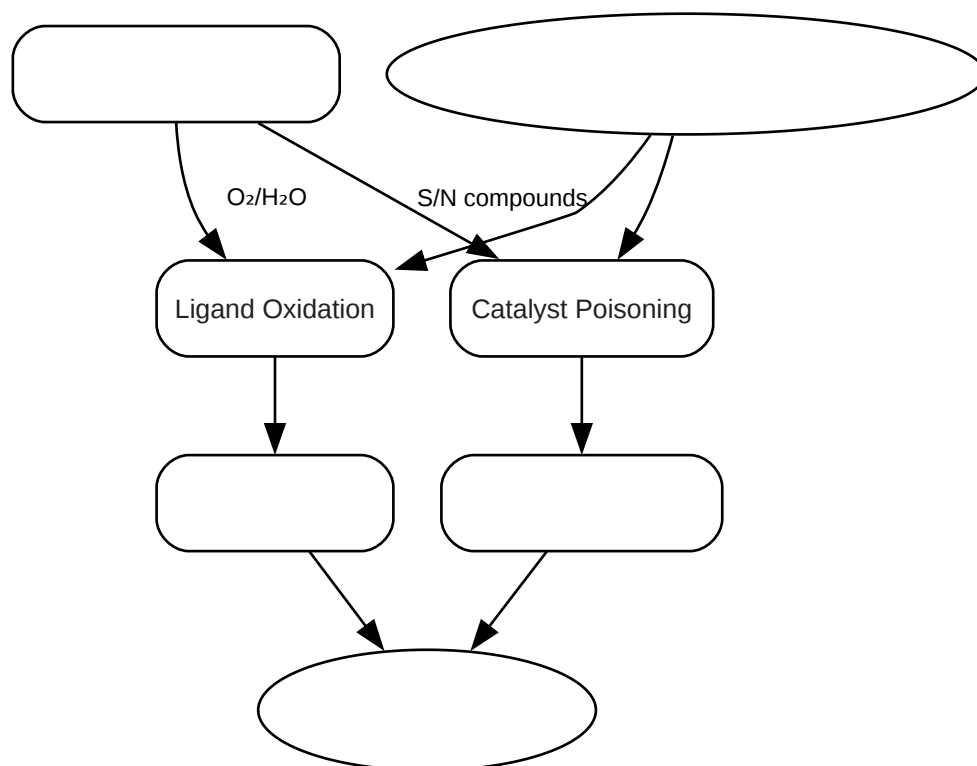 O₂/H₂O
S/N compounds
Ligand Oxidation
Catalyst Poisoning